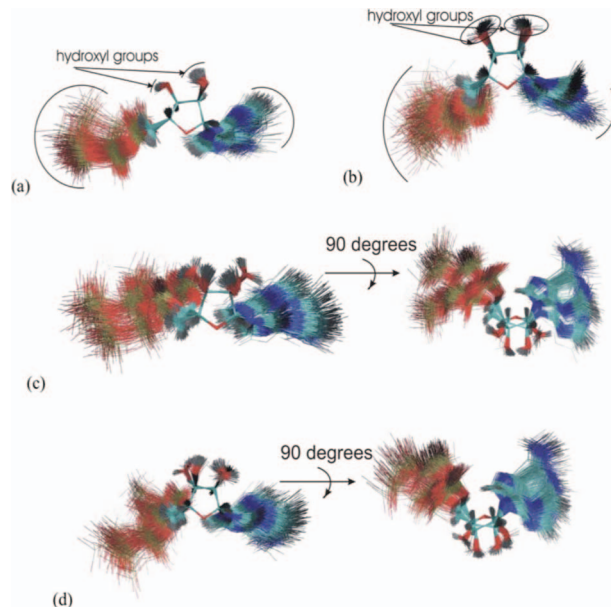 hydroxyl groups
hydroxyl groups
(a)
(b)
90 degrees
(c)
90 degrees
(d)